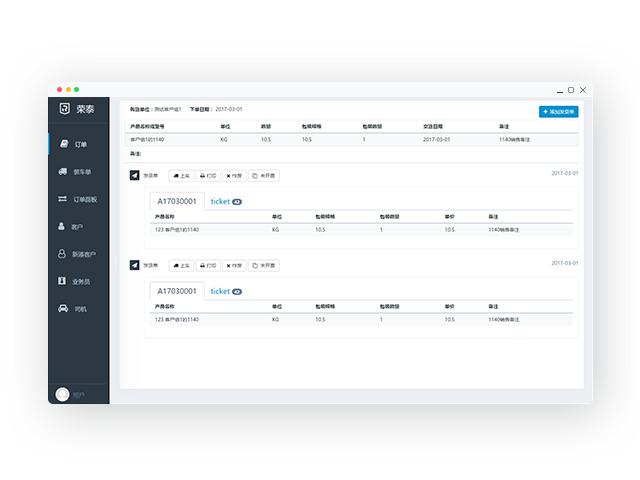 荣泰
订单
装车单
订单面板
客户
新添客户
业务员
司机
购货单位：测试客户信1 下单日期：2017-03-01
添加发货单
产品名称或型号 单位 数量 包装规格 包装数量 交货日期 备注
客户信1的1140 KG 10.5 10.5 1 2017-03-01 1140销售备注
备注:
发货单 上车 打印 作废 未开票 2017-03-01
A17030001 ticket
产品名称 单位 包装规格 包装数量 单价 备注
123 客户信1的1140 KG 10.5 1 10.5 1140销售备注
发货单 上车 打印 作废 未开票 2017-03-01
A17030001 ticket
产品名称 单位 包装规格 包装数量 单价 备注
123 客户信1的1140 KG 10.5 1 10.5 1140销售备注